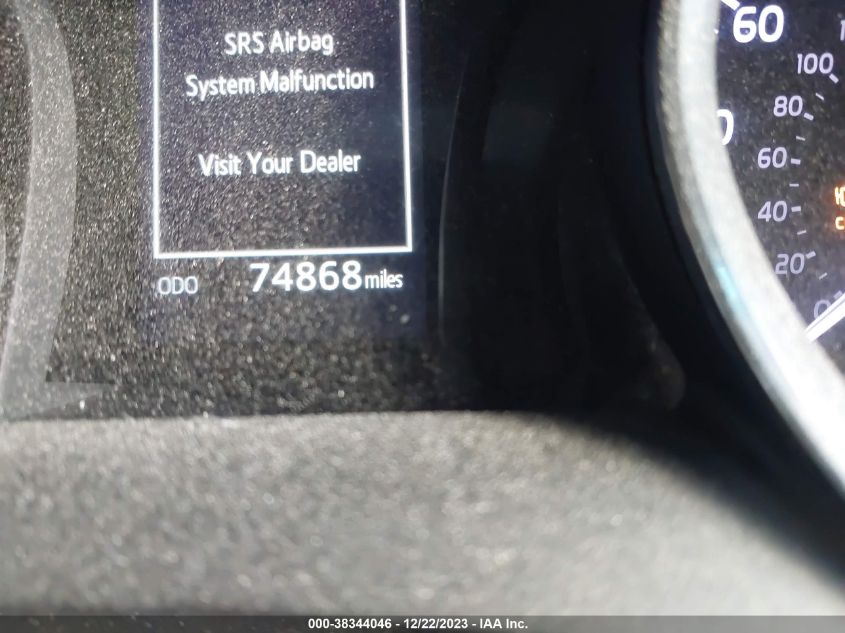 SRS Airbag
System Malfunction
Visit Your Dealer
ODO 74868 miles
60
100
80
60
40
20
0
000-38344046 - 12/22/2023 - IAA Inc.